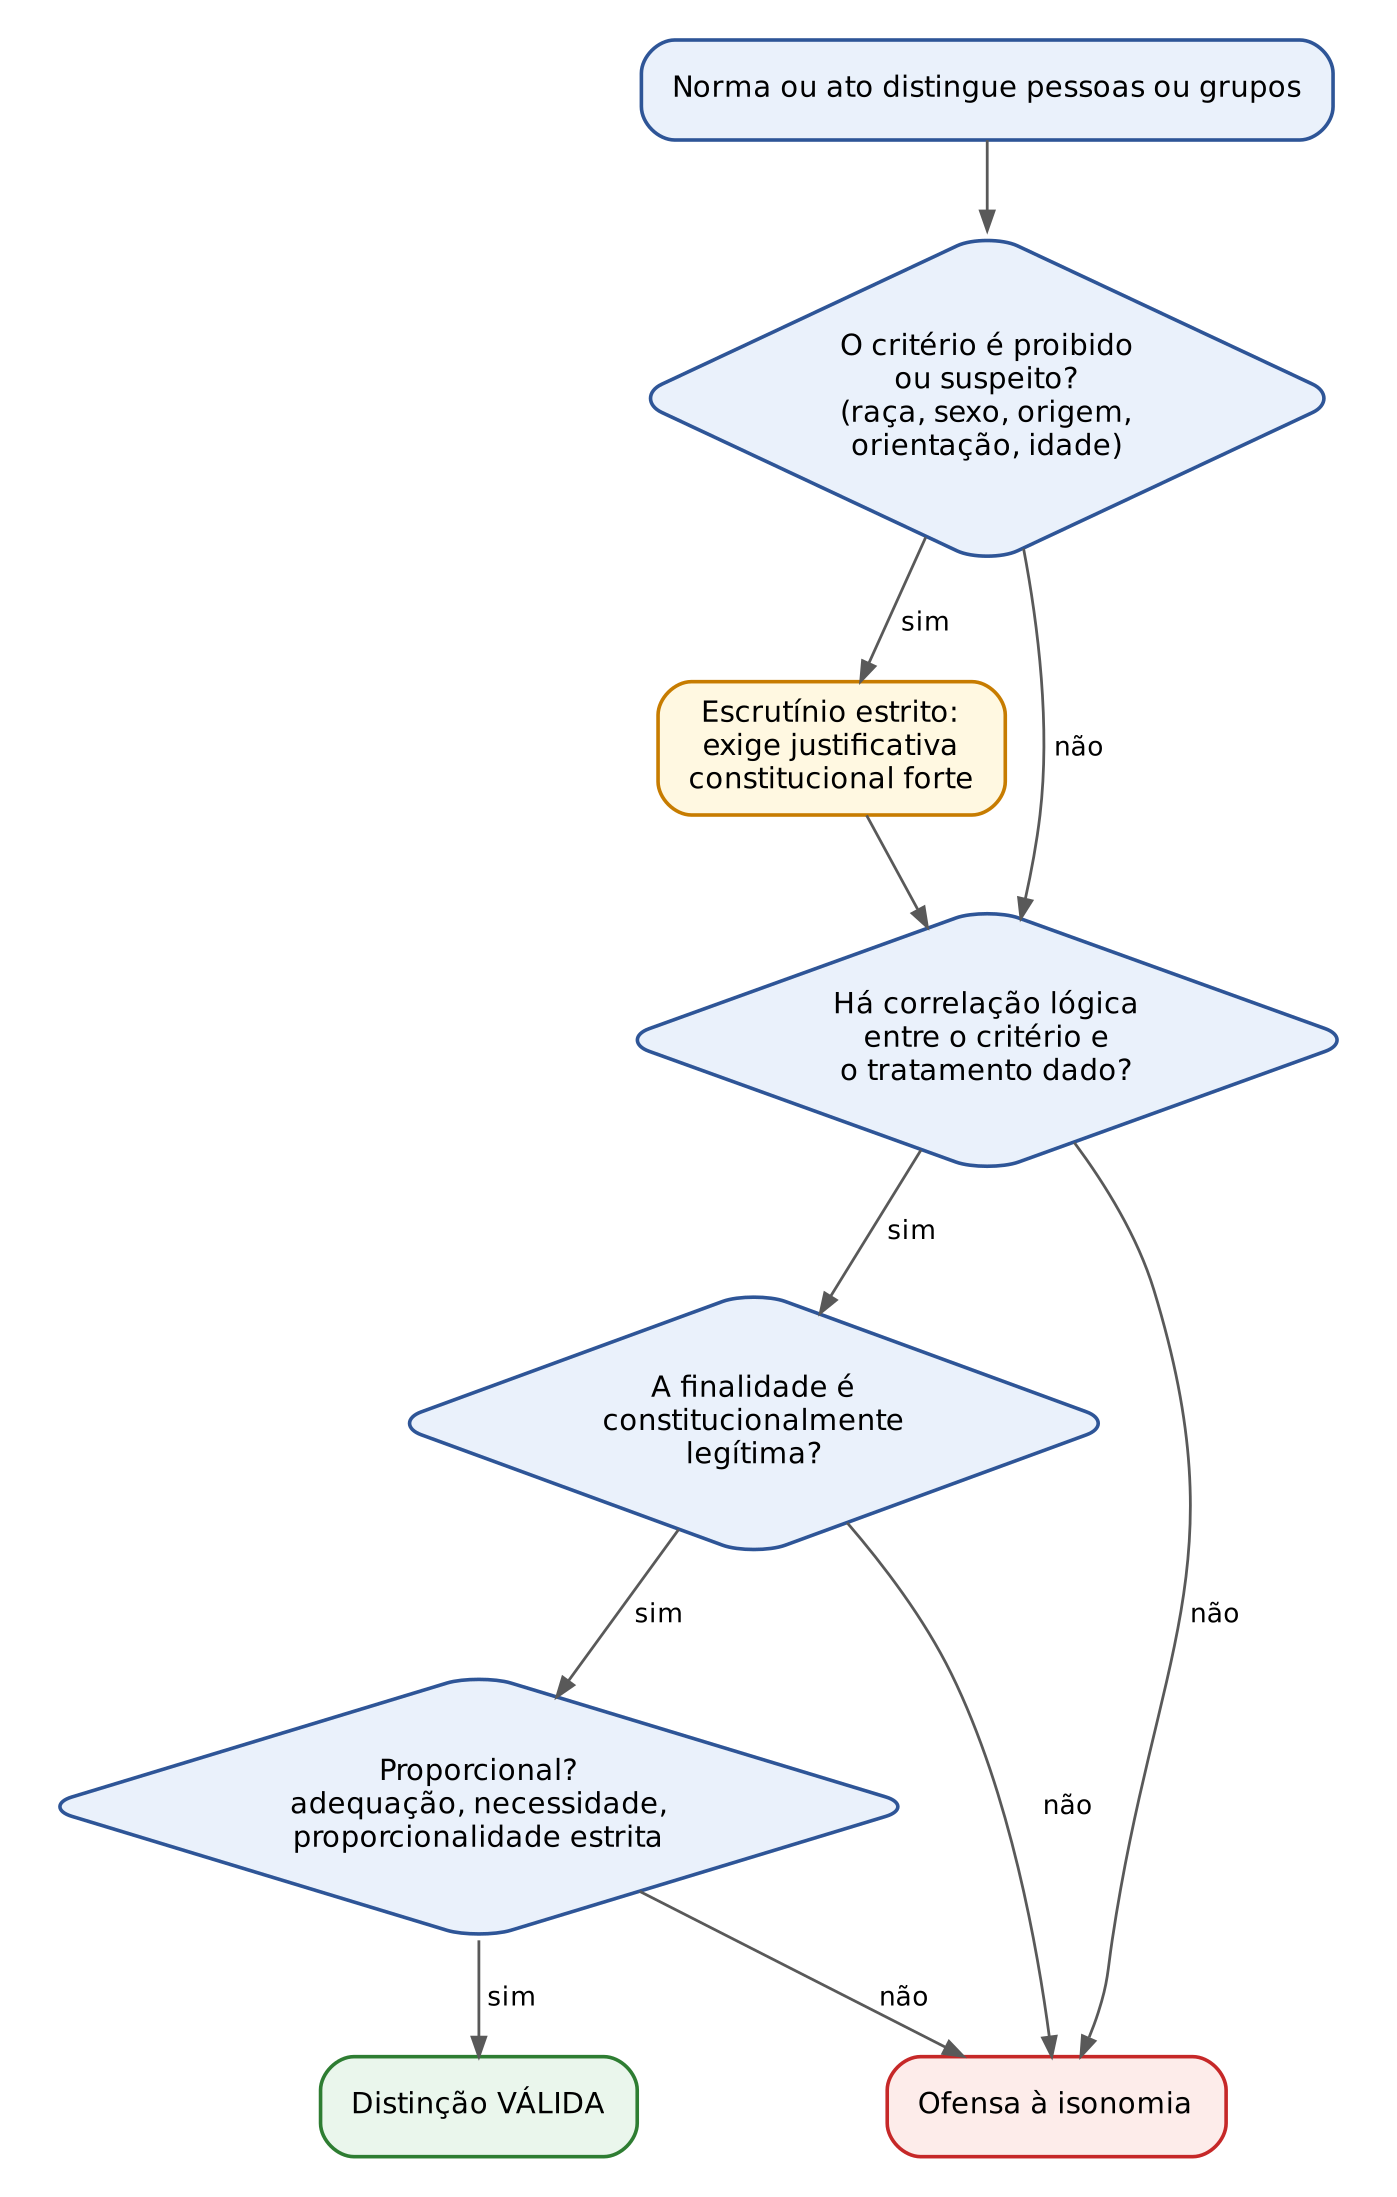 Norma ou ato distingue pessoas ou grupos
O critério é proibido
ou suspeito?
(raça, sexo, origem,
orientação, idade)
sim
Escrutínio estrito:
exige justificativa
constitucional forte
não
Há correlação lógica
entre o critério e
o tratamento dado?
sim
A finalidade é
constitucionalmente
legítima?
sim
não
Proporcional?
adequação, necessidade,
proporcionalidade estrita
não
sim
não
Distinção VÁLIDA
Ofensa à isonomia